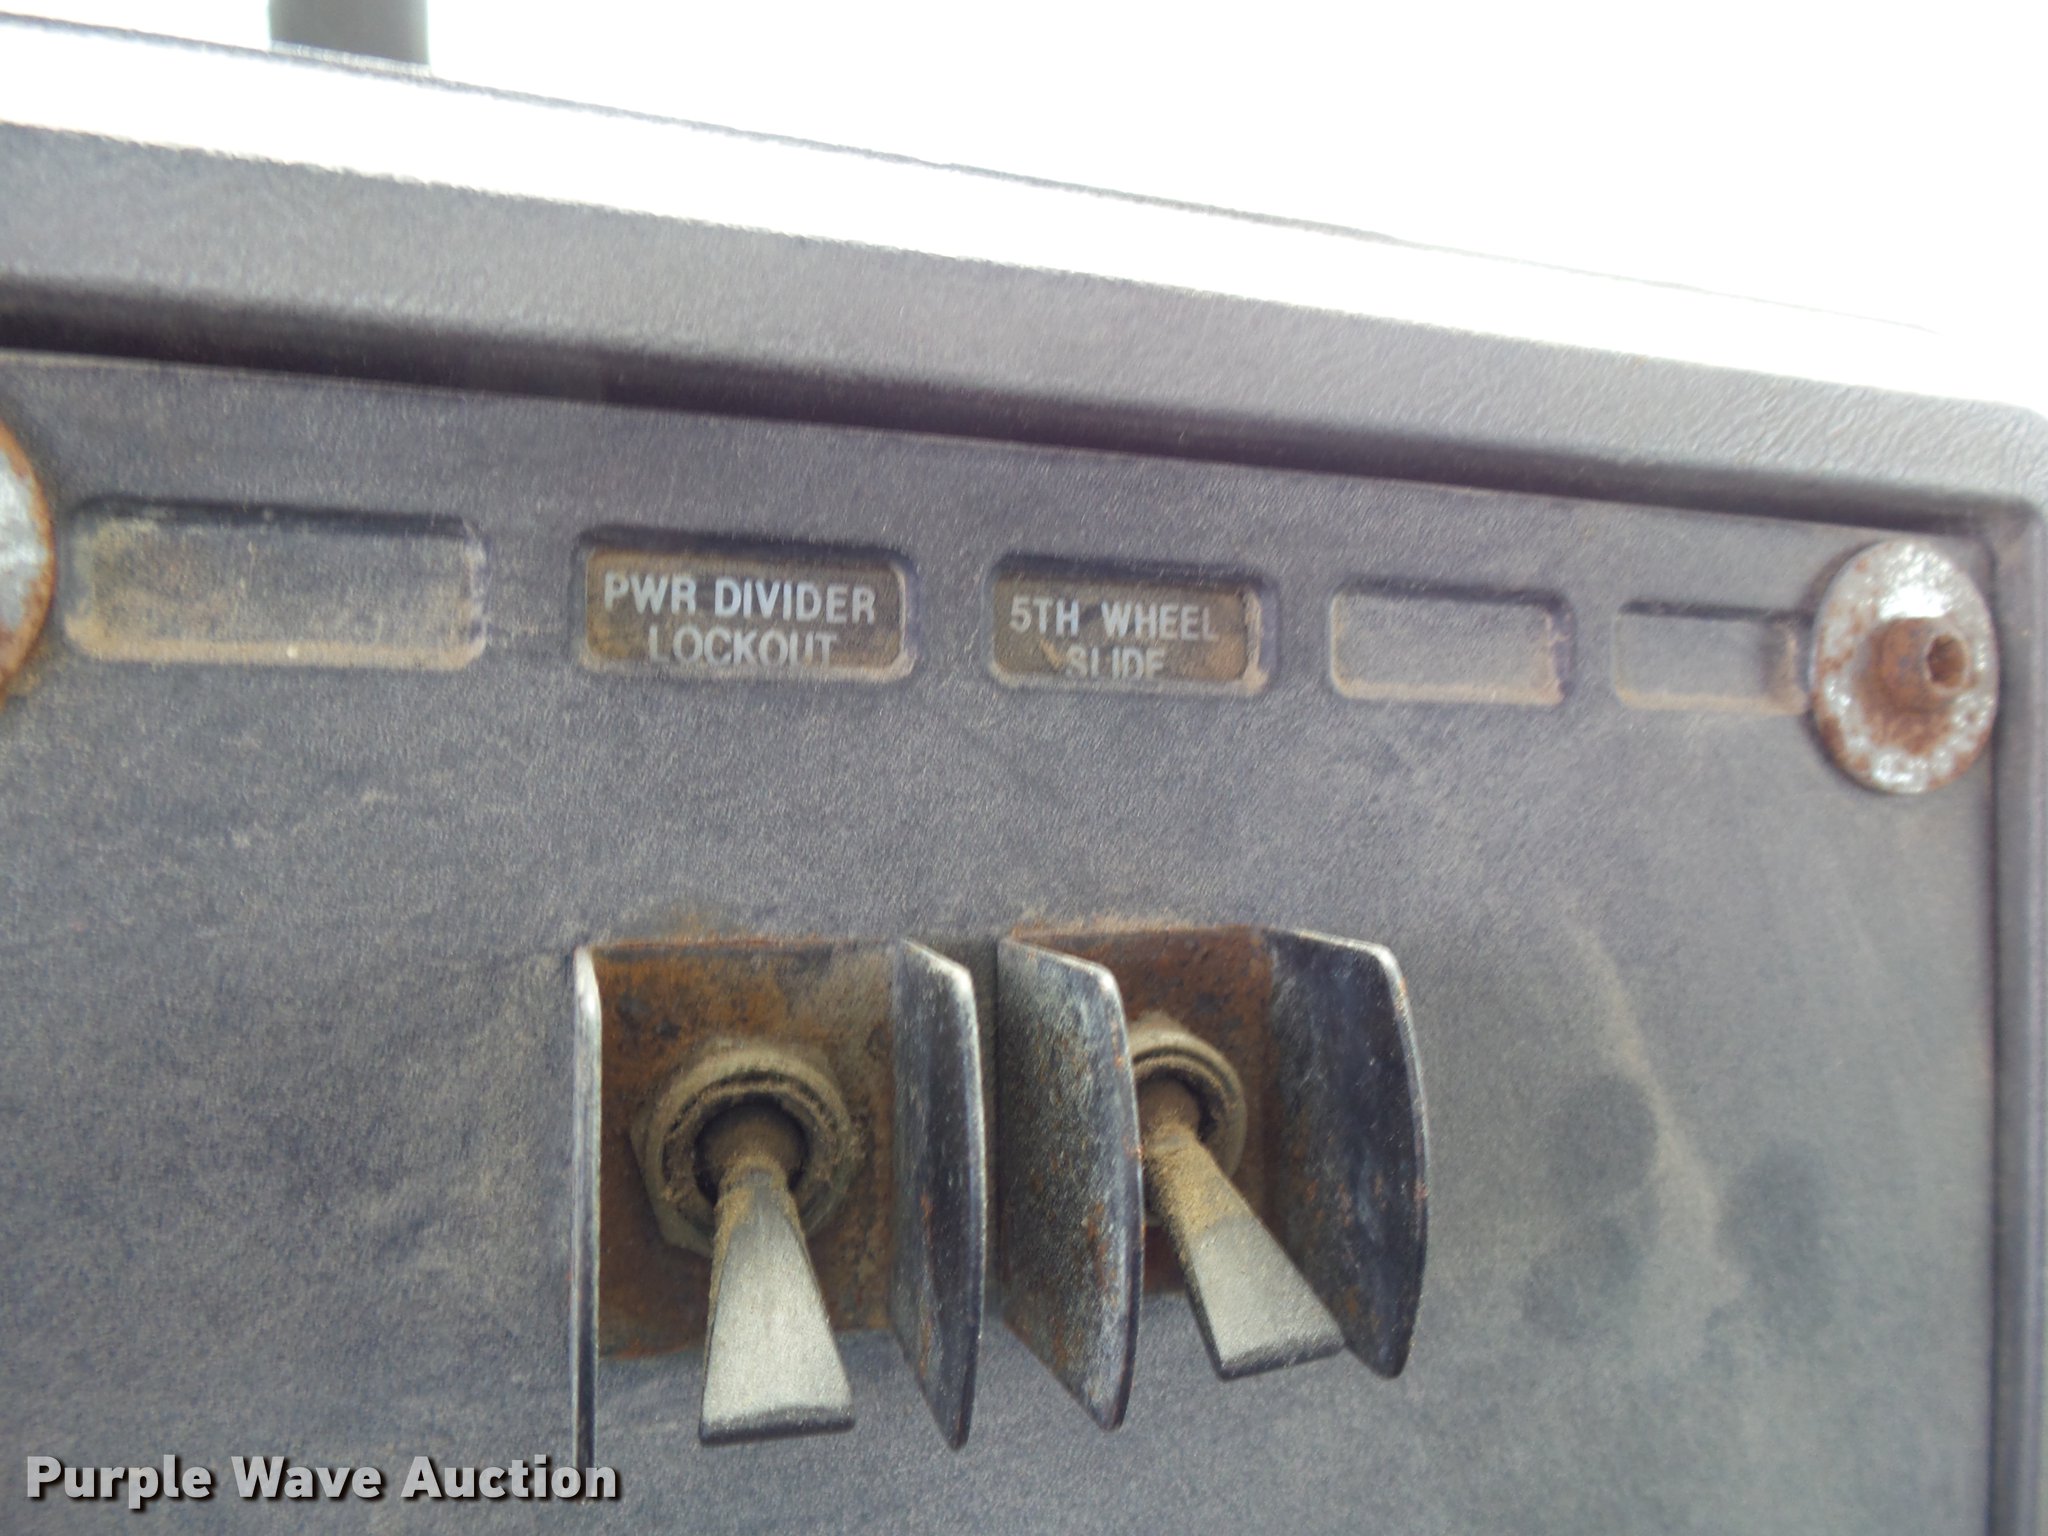 PWR DIVIDER
LOCKOUT
5TH WHEEL
SLIDE
Purple Wave Auction